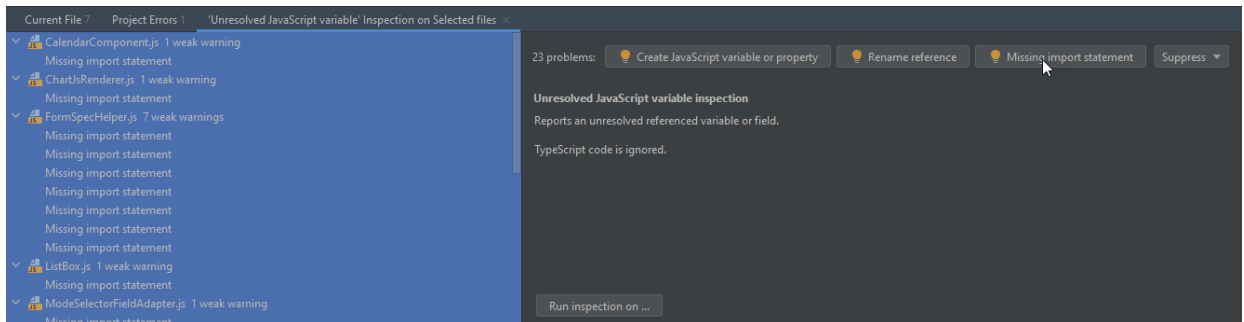 Current File 7 Project Errors 1 'Unresolved JavaScript variable' Inspection on Selected files
CalendarComponent.js 1 weak warning
Missing import statement
ChartJsRenderer.js 1 weak warning
Missing import statement
FormSpecHelper.js 7 weak warnings
Missing import statement
Missing import statement
Missing import statement
Missing import statement
Missing import statement
Missing import statement
Missing import statement
ListBox.js 1 weak warning
Missing import statement
ModeSelectorFieldAdapter.js 1 weak warning
Missing import statement
23 problems: Create JavaScript variable or property Rename reference Missing import statement Suppress
Unresolved JavaScript variable inspection
Reports an unresolved referenced variable or field.
TypeScript code is ignored.
Run inspection on ...